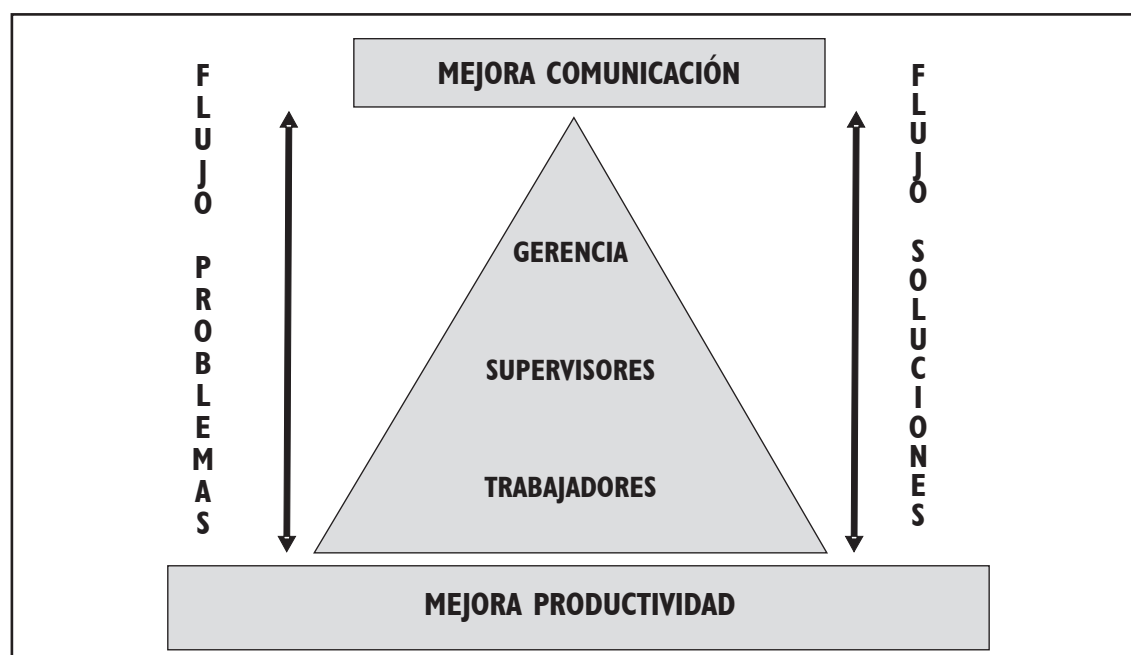 MEJORA COMUNICACIÓN
FLUJO PROBLEMAS
GERENCIA
SUPERVISORES
TRABAJADORES
FLUJO SOLUCIONES
MEJORA PRODUCTIVIDAD